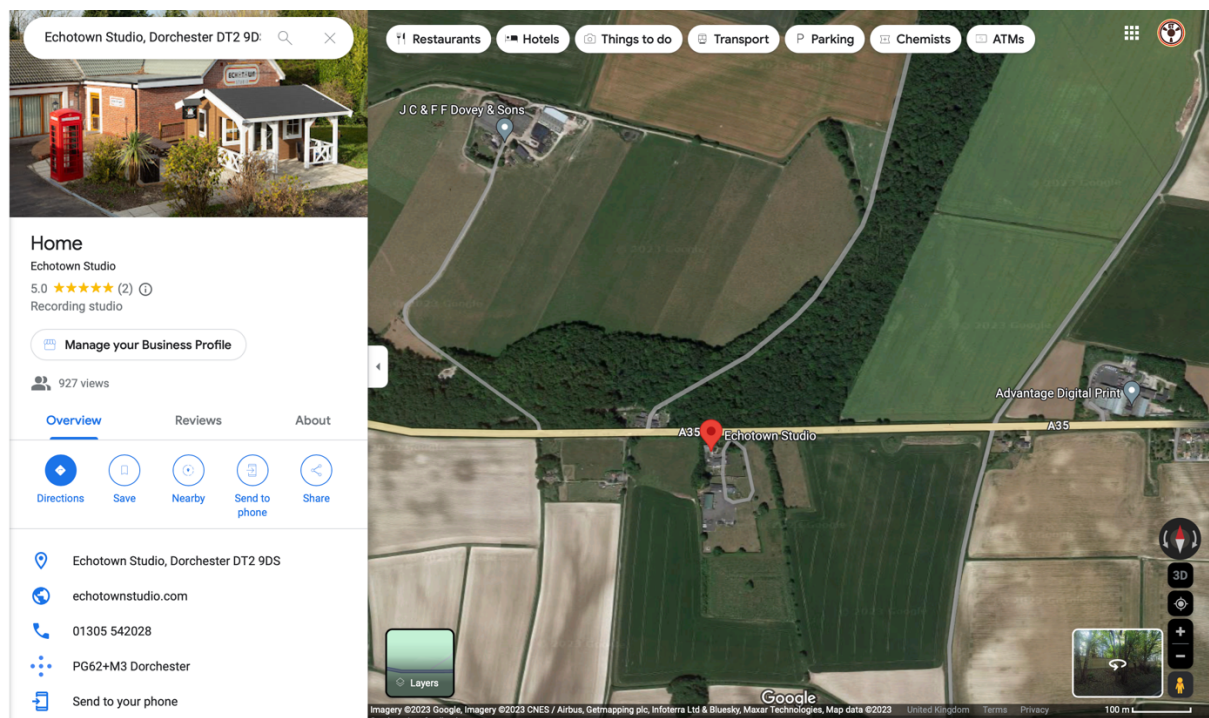 Echotown Studio, Dorchester DT2 9D
Restaurants
Hotels
Things to do
Transport
Parking
Chemists
ATMs
Home
Echotown Studio
5.0 (2)
Recording studio
Manage your Business Profile
927 views
Overview Reviews About
Directions Save Nearby Send to phone Share
Echotown Studio, Dorchester DT2 9DS
echotownstudio.com
01305 542028
PG62+M3 Dorchester
Send to your phone
J C & F F Dovey & Sons
Advantage Digital Print
A35
Echotown Studio
A35
3D
Layers
Google
Imagery ©2023 Google, Imagery ©2023 CNES / Airbus, Getmapping plc, Infoterra Ltd & Bluesky, Maxar Technologies, Map data ©2023 United Kingdom Terms Privacy 100 m